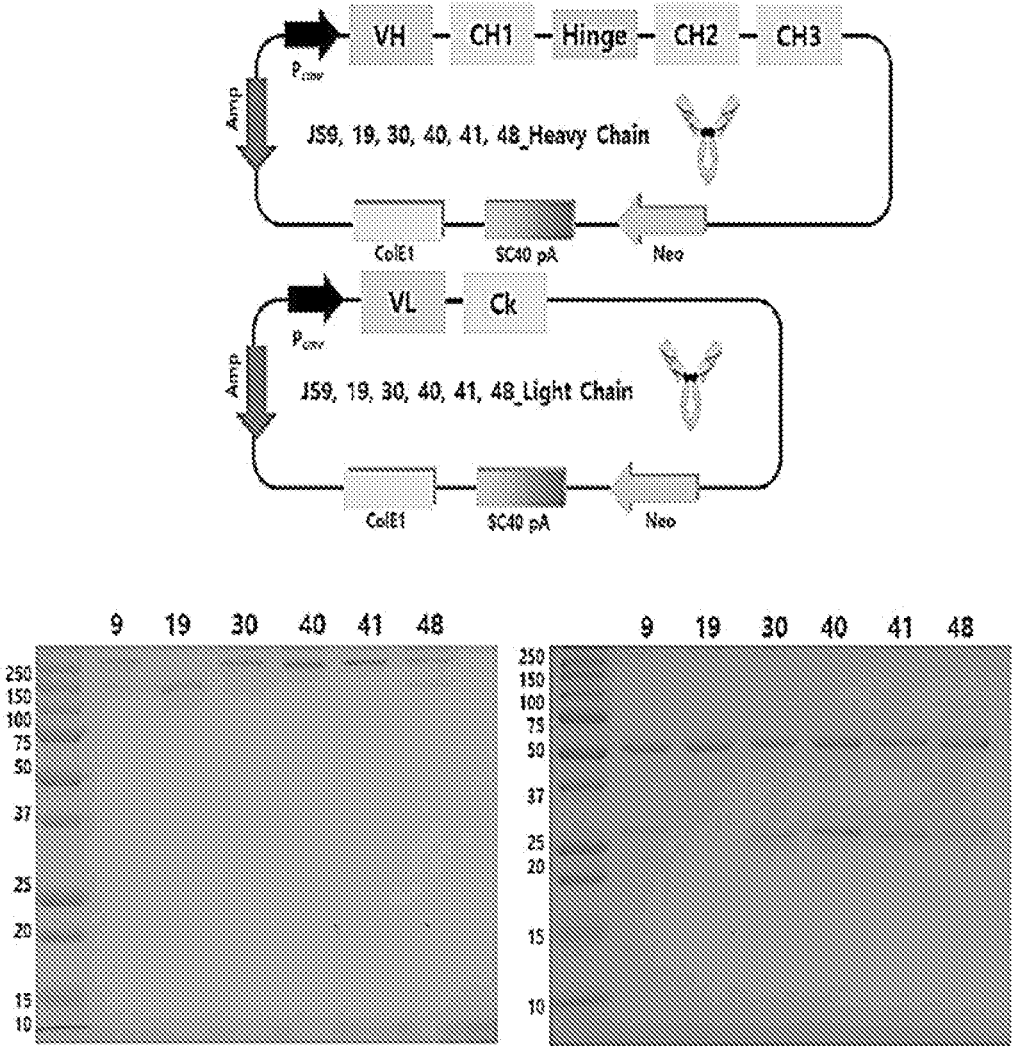 VH CH1 Hinge CH2 CH3
PCMV
Amp
JS9, 19, 30, 40, 41, 48_Heavy Chain
ColE1 SC40 pA Neo
VL Ck
PCMV
Amp
JS9, 19, 30, 40, 41, 48_Light Chain
ColE1 SC40 pA Neo
9 19 30 40 41 48
250
150
100
75
50
37
25
20
15
10
9 19 30 40 41 48
250
150
100
75
50
37
25
20
15
10